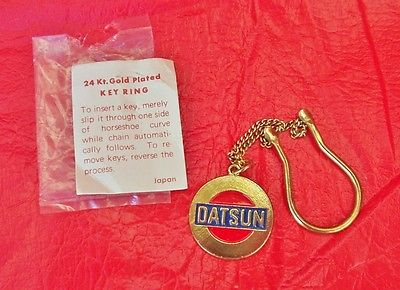 24 Kt. Gold Plated
KEY RING
To insert a key, merely
slip it through one side
of horseshoe curve
while chain automati-
cally follows. To re-
move keys, reverse the
process.
Japan
DATSUN